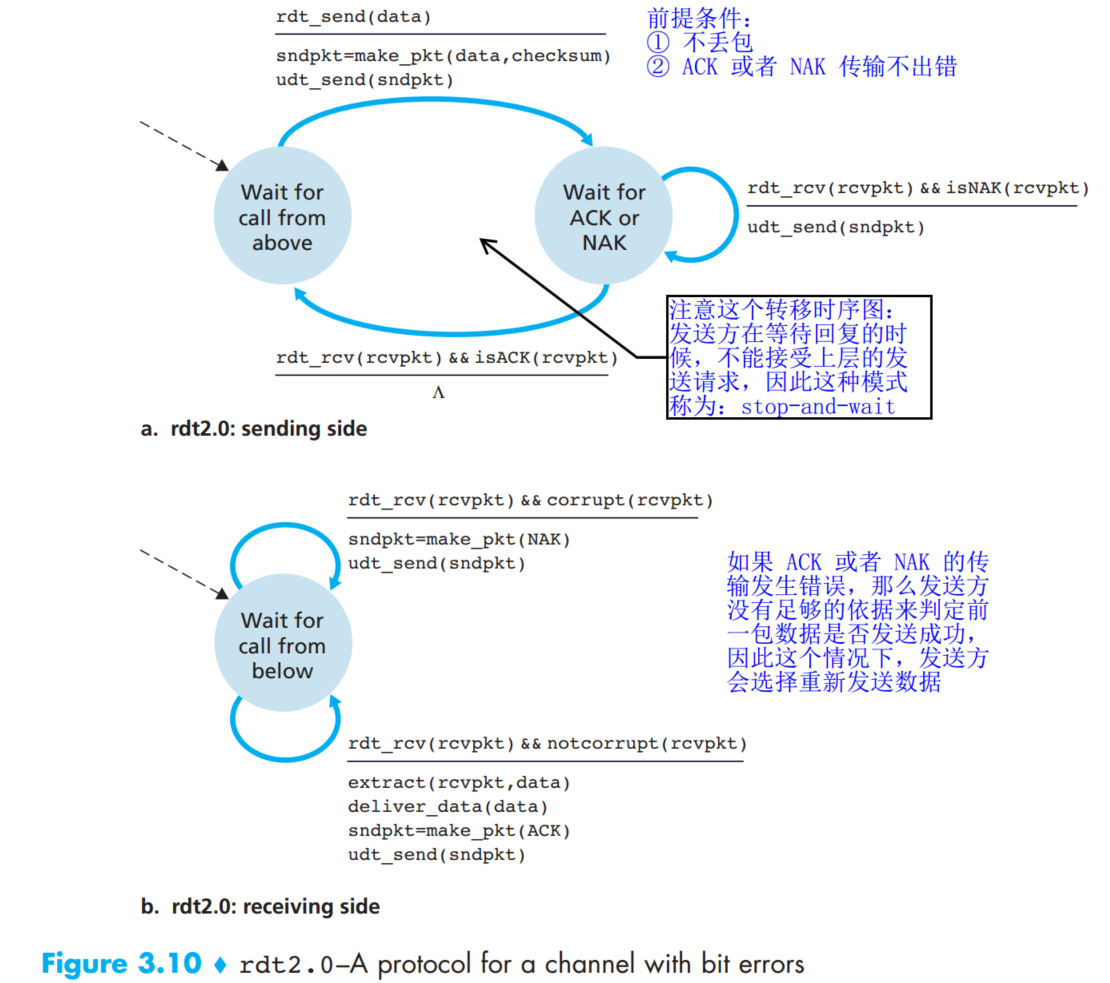 rdt_send(data)
sndpkt=make_pkt(data,checksum)
udt_send(sndpkt)
前提条件：
① 不丢包
② ACK 或者 NAK 传输不出错
Wait for
call from
above
Wait for
ACK or
NAK
rdt_rcv(rcvpkt) && isNAK(rcvpkt)
udt_send(sndpkt)
注意这个转移时序图：
发送方在等待回复的时
候，不能接受上层的发
送请求，因此这种模式
称为：stop-and-wait
rdt_rcv(rcvpkt) && isACK(rcvpkt)
Λ
a. rdt2.0: sending side
rdt_rcv(rcvpkt) && corrupt(rcvpkt)
sndpkt=make_pkt(NAK)
udt_send(sndpkt)
Wait for
call from
below
如果 ACK 或者 NAK 的传
输发生错误，那么发送方
没有足够的依据来判定前
一包数据是否发送成功，
因此这个情况下，发送方
会选择重新发送数据
rdt_rcv(rcvpkt) && notcorrupt(rcvpkt)
extract(rcvpkt,data)
deliver_data(data)
sndpkt=make_pkt(ACK)
udt_send(sndpkt)
b. rdt2.0: receiving side
Figure 3.10 ♦ rdt2.0–A protocol for a channel with bit errors